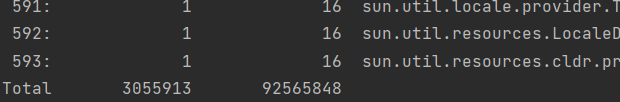 591: 1 16 sun.util.locale.provider.T
592: 1 16 sun.util.resources.LocaleD
593: 1 16 sun.util.resources.cldr.pr
Total 3055913 92565848